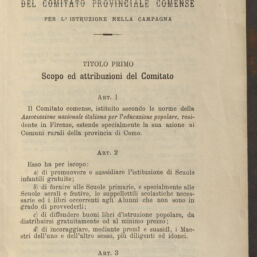 DEL COMITATO PROVINCIALE COMENSE
PER L'ISTRUZIONE NELLA CAMPAGNA
TITOLO PRIMO
Scopo ed attribuzioni del Comitato
ART. 1
Il Comitato comense, istituito secondo le norme della
Associazione nazionale italiana per l'educazione popolare, resi-
dente in Firenze, estende specialmente la sua azione ai
Comuni rurali della provincia di Como.
ART. 2
Esso ha per iscopo:
a) di promuovere e sussidiare l'istituzione di Scuole
infantili gratuite;
b) di fornire alle Scuole primarie, e specialmente alle
Scuole serali e festive, lo suppellettili scolastiche neces-
sarie ed i libri occorrenti agli Alunni che non sono in
grado di provvederli;
c) di diffondere buoni libri d'istruzione popolare, da
distribuirsi gratuitamente od al minimo prezzo;
d) di incoraggiare, mediante premi e sussidi, i Mae-
stri dell'uno e dell'altro sesso, più diligenti ed idonei.
ART. 3